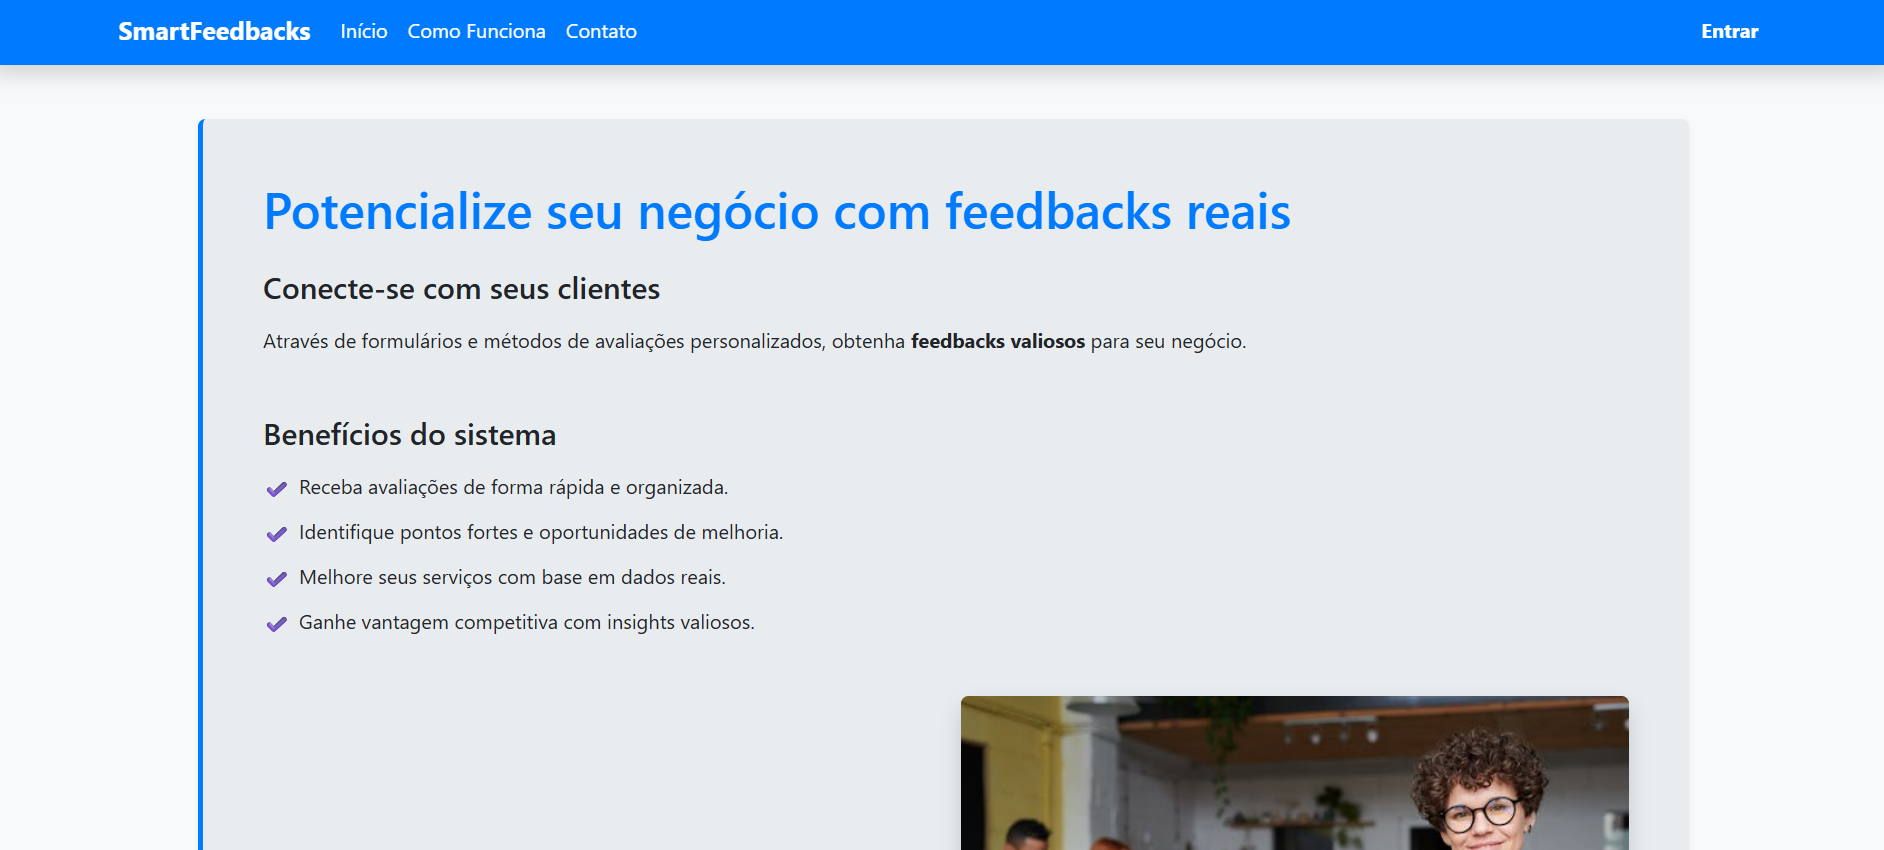 SmartFeedbacks Início Como Funciona Contato Entrar
Potencialize seu negócio com feedbacks reais
Conecte-se com seus clientes
Através de formulários e métodos de avaliações personalizados, obtenha feedbacks valiosos para seu negócio.
Benefícios do sistema
Receba avaliações de forma rápida e organizada.
Identifique pontos fortes e oportunidades de melhoria.
Melhore seus serviços com base em dados reais.
Ganhe vantagem competitiva com insights valiosos.